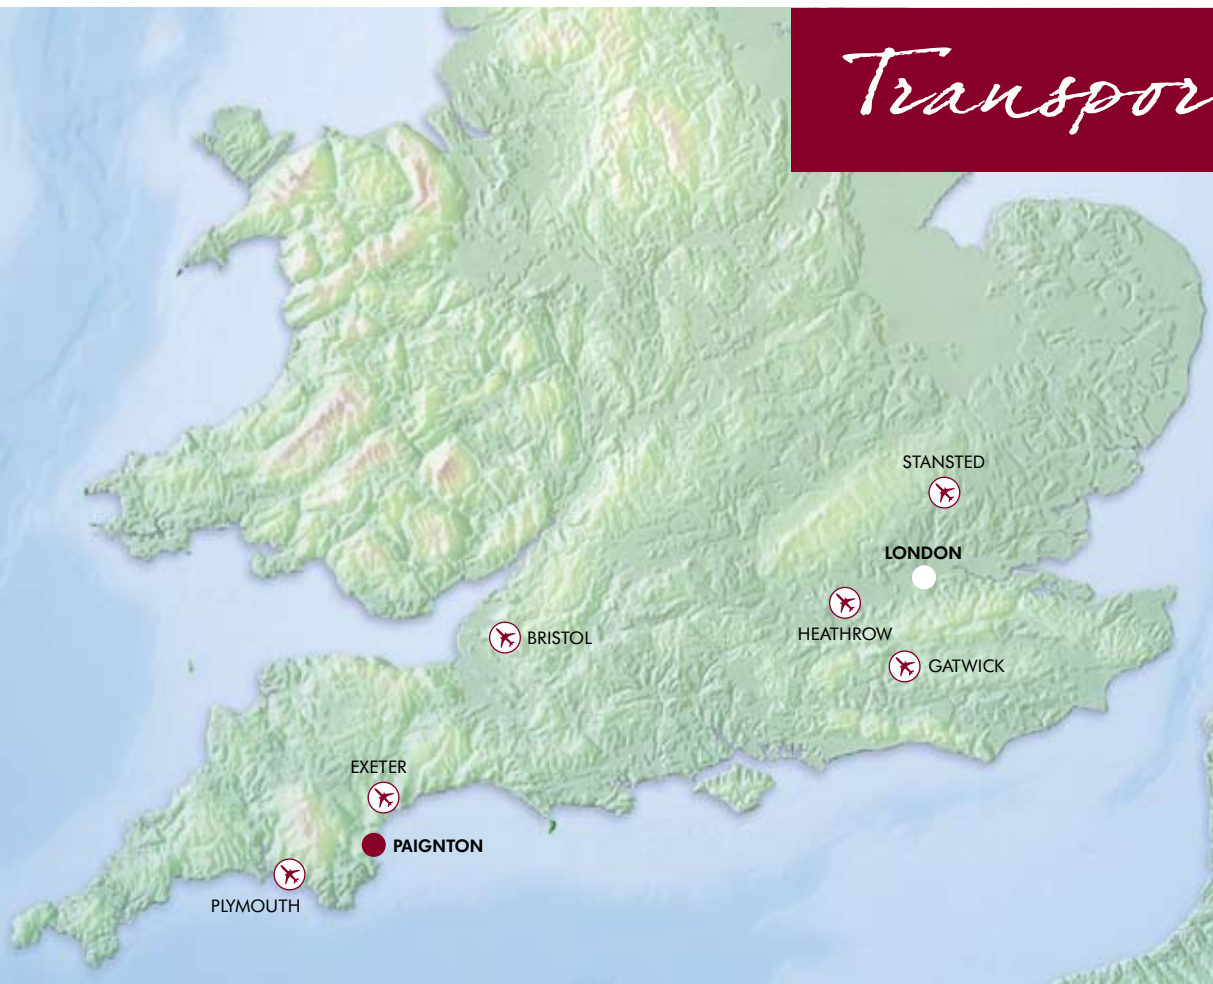 Transpor
STANSTED
LONDON
HEATHROW
BRISTOL
GATWICK
EXETER
PAIGNTON
PLYMOUTH